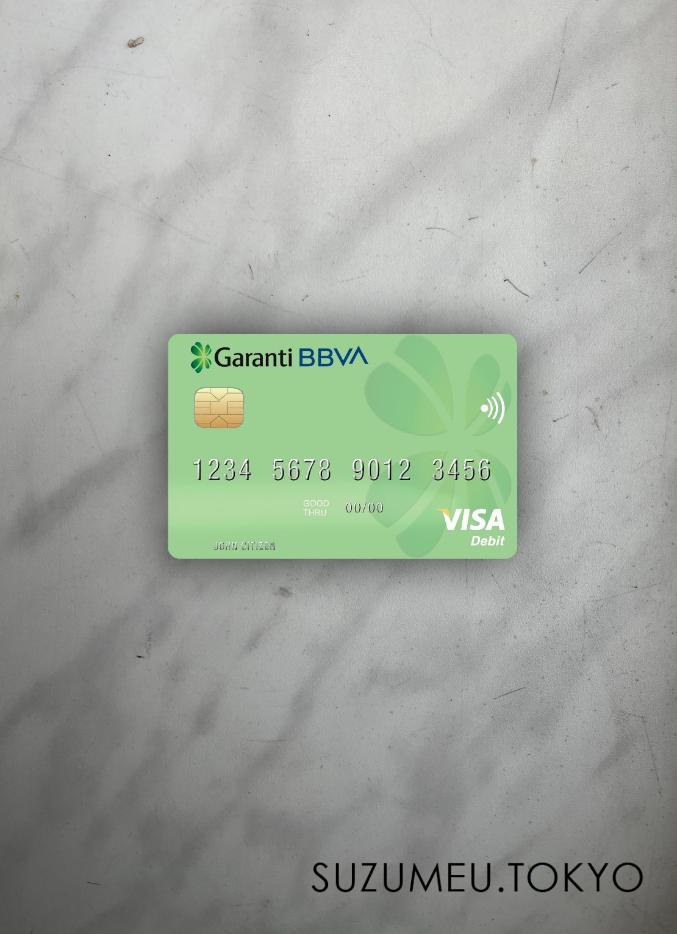 Garanti BBVA
1234 5678 9012 3456
GOOD
THRU 00/00
VISA
Debit
JOHN CITIZEN
SUZUMEU.TOKYO